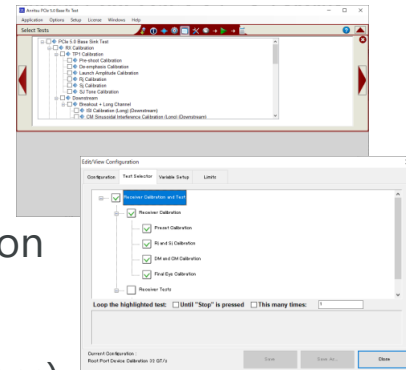 Anritsu PCIe 5.0 Base Rx Test
Application Options Setup License Windows Help
Select Tests
PCIe 5.0 Base Sink Test
RX Calibration
TP1 Calibration
Pre-shoot Calibration
De-emphasis Calibration
Launch Amplitude Calibration
Rj Calibration
Sj Calibration
SJ Tone Calibration
Downstream
Breakout + Long Channel
ISI Calibration (Long) (Downstream)
CM Sinusoidal Interference Calibration (Long) (Downstream)
Edit/View Configuration
Configuration Test Selector Variable Setup Limits
Receiver Calibration and Test
Receiver Calibration
Preset Calibration
Rj and Sj Calibration
DM and CM Calibration
Final Eye Calibration
Receiver Tests
on
Loop the highlighted test: Until "Stop" is pressed This many times: 1
Current Configuration :
Root Port Device Calibration 32 GT/s
Save Save As... Close
)